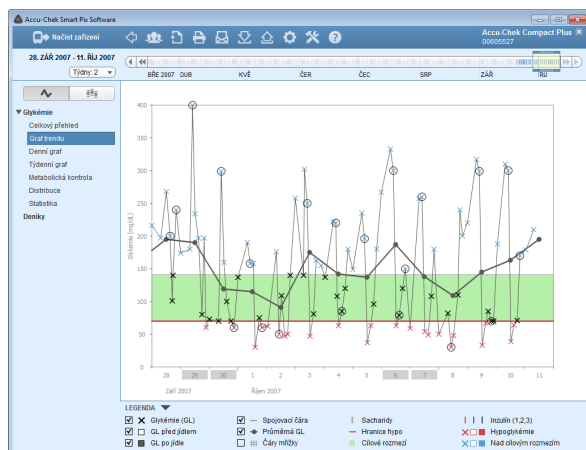 Accu-Chek Smart Pix Software
Načíst zařízení
Accu-Chek Compact Plus
00505527
28. ZÁŘ 2007 - 11. ŘÍJ 2007
Týdny: 2
BŘE 2007 DUB KVĚ ČER ČEC SRP ZÁŘ ŘÍJ
Glykémie
Celkový přehled
Graf trendu
Denní graf
Týdenní graf
Metabolická kontrola
Distribuce
Statistika
Deníky
Glykémie (mg/dL)
400
350
300
250
200
150
100
50
0
28 29 30 1 2 3 4 5 6 7 8 9 10 11
Září 2007 Říjen 2007
LEGENDA
Glykémie (GL) Spojovací čára Sacharidy Inzulín (1,2,3)
GL před jídlem Průměrná GL Hranice hypo Hypoglykémie
GL po jídle Čáry mřížky Cílové rozmezí Nad cílovým rozmezím